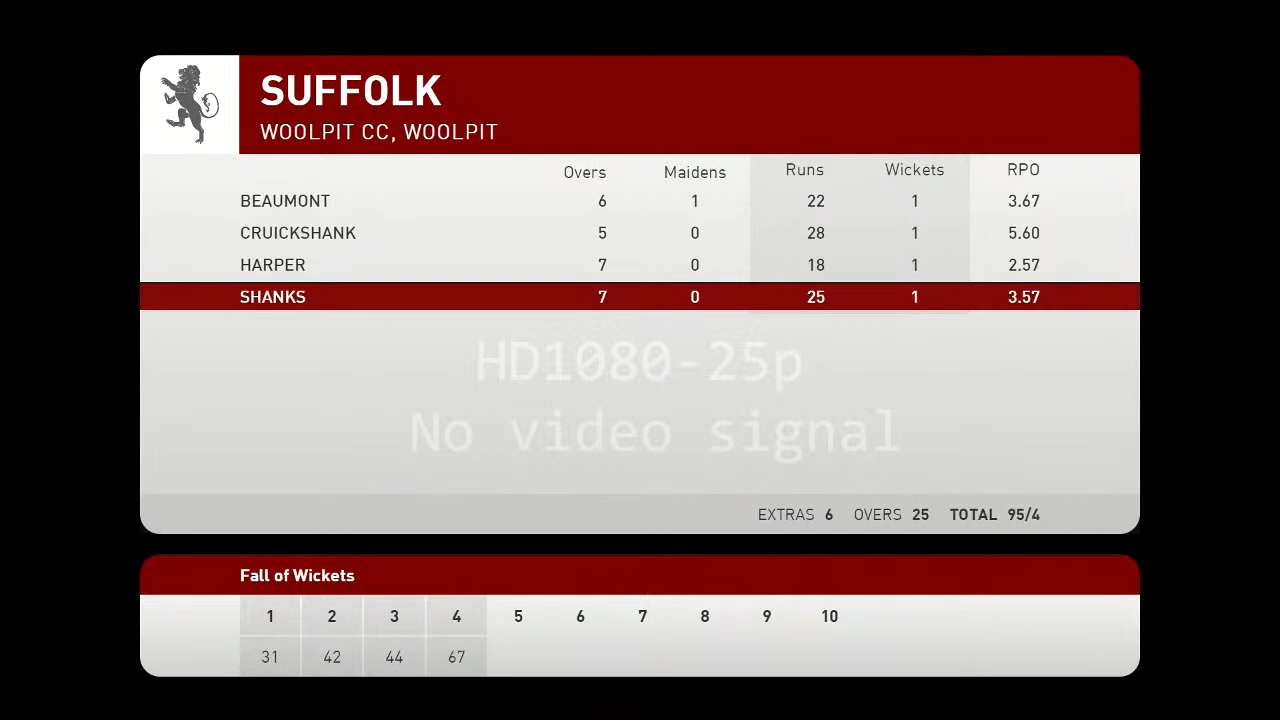 SUFFOLK
WOOLPIT CC, WOOLPIT
Overs Maidens Runs Wickets RPO
BEAUMONT 6 1 22 1 3.67
CRUICKSHANK 5 0 28 1 5.60
HARPER 7 0 18 1 2.57
SHANKS 7 0 25 1 3.57
HD1080-25p
No video signal
EXTRAS 6 OVERS 25 TOTAL 95/4
Fall of Wickets
1 2 3 4 5 6 7 8 9 10
31 42 44 67